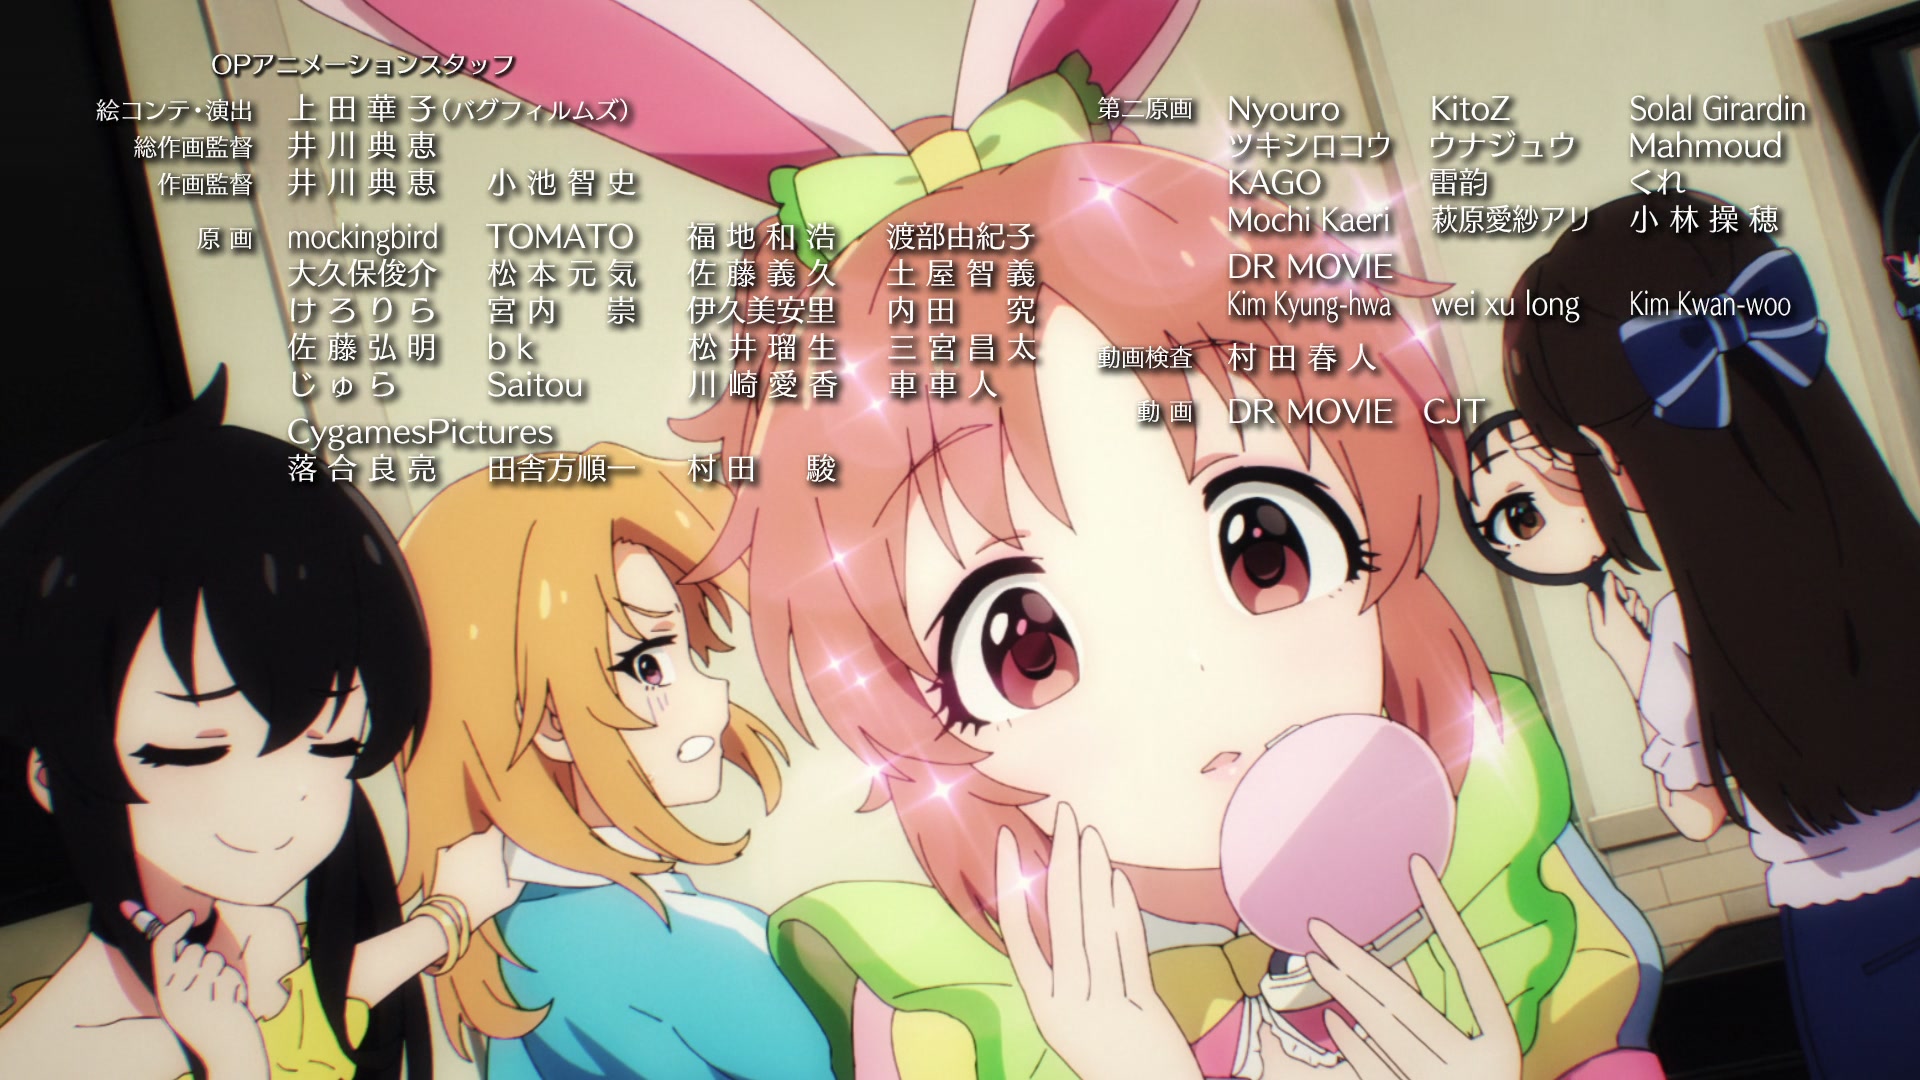 OPアニメーションスタッフ
絵コンテ・演出 上田華子(バグフィルムズ)
総作画監督 井川典恵
作画監督 井川典恵 小池智史
原画 mockingbird TOMATO 福地和浩 渡部由紀子
大久保俊介 松本元気 佐藤義久 土屋智義
けろりら 宮内崇 伊久美安里 内田究
佐藤弘明 bk 松井瑠生 三宮昌太
じゅら Saitou 川崎愛香 車車人
CygamesPictures
落合良亮 田舎方順一 村田駿
第二原画 Nyouro KitoZ Solal Girardin
ツキシロコウ ウナジュウ Mahmoud
KAGO 雷韵 くれ
Mochi Kaeri 萩原愛紗アリ 小林操穂
DR MOVIE
Kim Kyung-hwa wei xu long Kim Kwan-woo
動画検査 村田春人
動画 DR MOVIE CJT